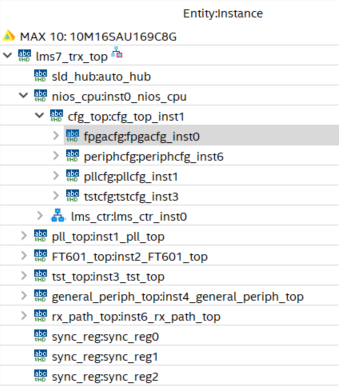 Entity:Instance
MAX 10: 10M16SAU169C8G
lms7_trx_top
sld_hub:auto_hub
nios_cpu:inst0_nios_cpu
cfg_top:cfg_top_inst1
fpgacfg:fpgacfg_inst0
periphcfg:periphcfg_inst6
pllcfg:pllcfg_inst1
tstcfg:tstcfg_inst3
lms_ctr:lms_ctr_inst0
pll_top:inst1_pll_top
FT601_top:inst2_FT601_top
tst_top:inst3_tst_top
general_periph_top:inst4_general_periph_top
rx_path_top:inst6_rx_path_top
sync_reg:sync_reg0
sync_reg:sync_reg1
sync_reg:sync_reg2